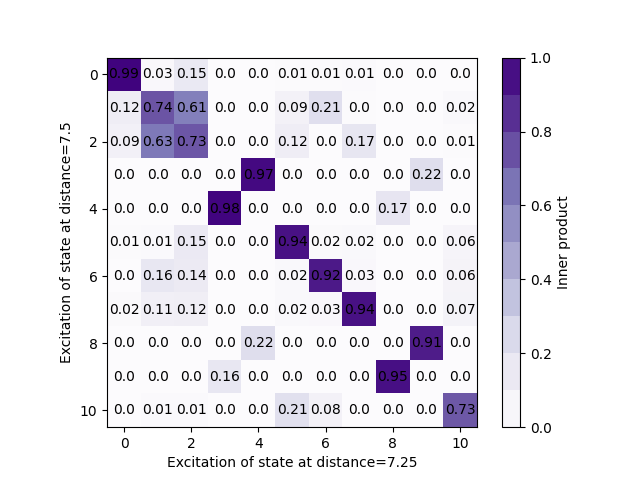 Excitation of state at distance=7.5
0 0.99 0.03 0.15 0.0 0.0 0.01 0.01 0.01 0.0 0.0 0.0
0.12 0.74 0.61 0.0 0.0 0.09 0.21 0.0 0.0 0.0 0.02
2 0.09 0.63 0.73 0.0 0.0 0.12 0.0 0.17 0.0 0.0 0.01
0.0 0.0 0.0 0.0 0.97 0.0 0.0 0.0 0.0 0.22 0.0
4 0.0 0.0 0.0 0.98 0.0 0.0 0.0 0.0 0.17 0.0 0.0
0.01 0.01 0.15 0.0 0.0 0.94 0.02 0.02 0.0 0.0 0.06
6 0.0 0.16 0.14 0.0 0.0 0.02 0.92 0.03 0.0 0.0 0.06
0.02 0.11 0.12 0.0 0.0 0.02 0.03 0.94 0.0 0.0 0.07
8 0.0 0.0 0.0 0.0 0.22 0.0 0.0 0.0 0.0 0.91 0.0
0.0 0.0 0.0 0.16 0.0 0.0 0.0 0.0 0.95 0.0 0.0
10 0.0 0.01 0.01 0.0 0.0 0.21 0.08 0.0 0.0 0.0 0.73
0 2 4 6 8 10
Excitation of state at distance=7.25
1.0
0.8
0.6
0.4
0.2
0.0
Inner product